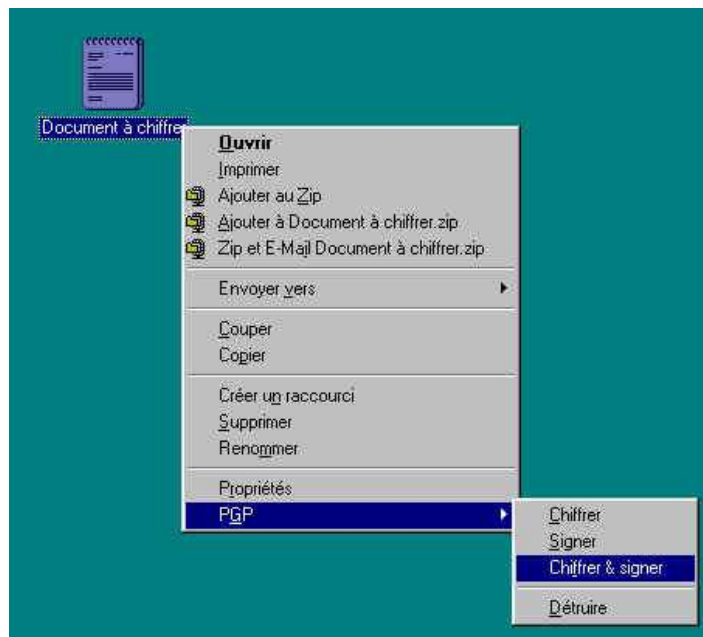 Document à chiffrer
Ouvrir
Imprimer
Ajouter au Zip
Ajouter à Document à chiffrer.zip
Zip et E-Mail Document à chiffrer.zip
Envoyer vers
Couper
Copier
Créer un raccourci
Supprimer
Renommer
Propriétés
PGP
Chiffrer
Signer
Chiffrer & signer
Détruire